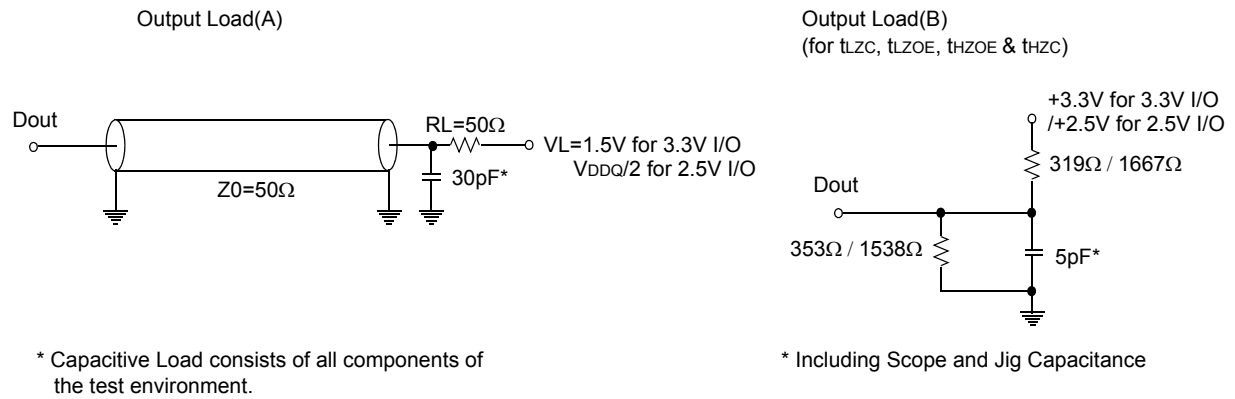 Output Load(A)
Dout
Z0=50Ω
RL=50Ω
30pF*
VL=1.5V for 3.3V I/O
VDDQ/2 for 2.5V I/O
* Capacitive Load consists of all components of
the test environment.
Output Load(B)
(for tLZC, tLZOE, tHZOE & tHZC)
+3.3V for 3.3V I/O
/+2.5V for 2.5V I/O
319Ω / 1667Ω
Dout
353Ω / 1538Ω
5pF*
* Including Scope and Jig Capacitance